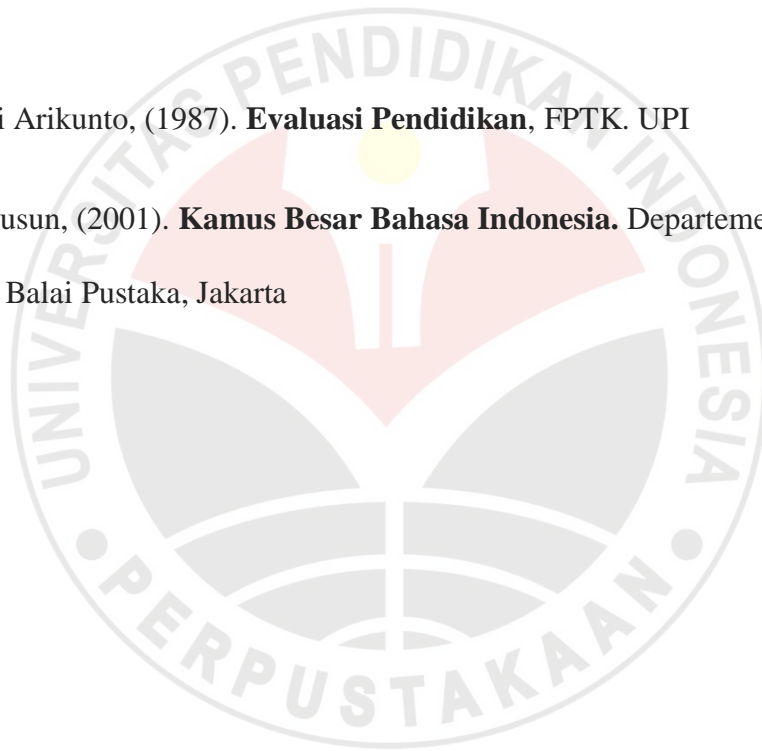 i Arikunto, (1987). Evaluasi Pendidikan, FPTK. UPI
usun, (2001). Kamus Besar Bahasa Indonesia. Departeme
Balai Pustaka, Jakarta
UNIVERSITAS PENDIDIKAN INDONESIA
PERPUSTAKAAN